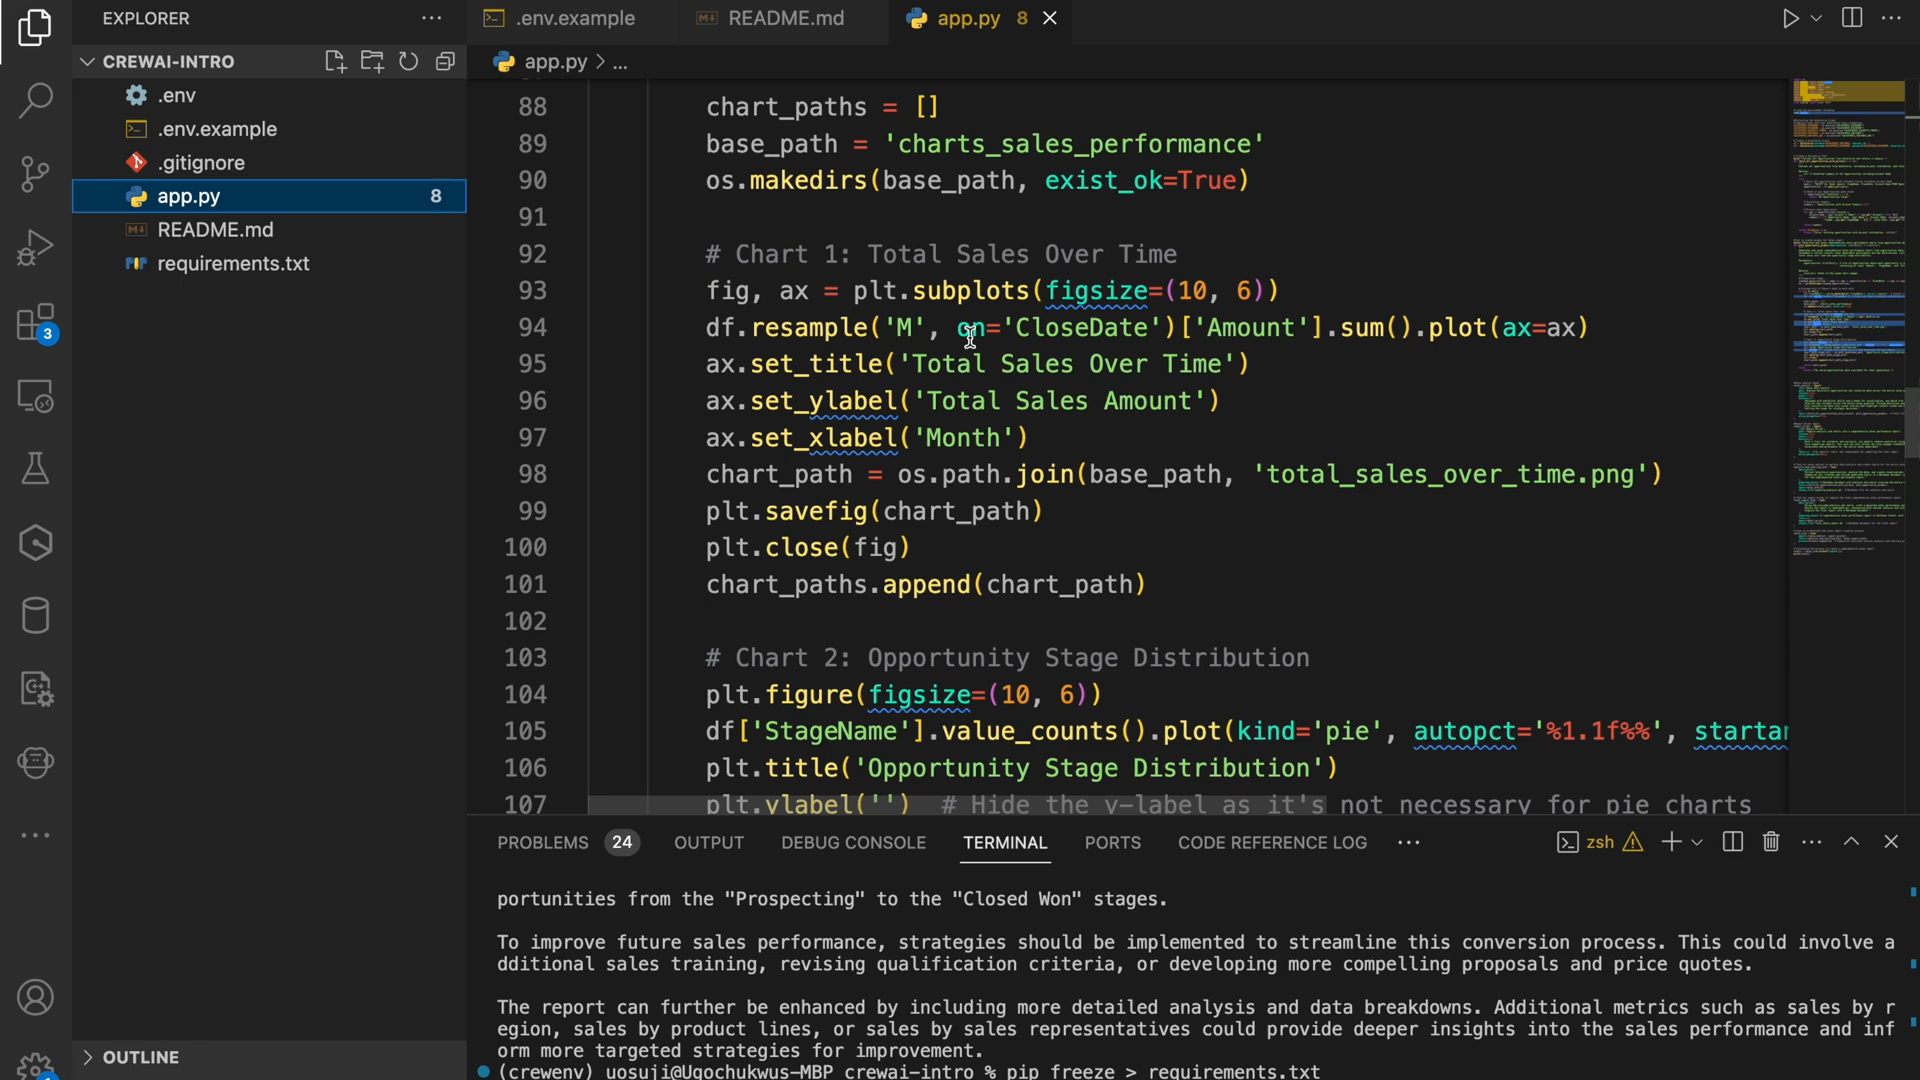 EXPLORER
CREWAI-INTRO
.env
.env.example
.gitignore
app.py 8
README.md
requirements.txt
OUTLINE
3
.env.example
README.md
app.py 8
app.py > ...
88 chart_paths = []
89 base_path = 'charts_sales_performance'
90 os.makedirs(base_path, exist_ok=True)
91
92 # Chart 1: Total Sales Over Time
93 fig, ax = plt.subplots(figsize=(10, 6))
94 df.resample('M', on='CloseDate')['Amount'].sum().plot(ax=ax)
95 ax.set_title('Total Sales Over Time')
96 ax.set_ylabel('Total Sales Amount')
97 ax.set_xlabel('Month')
98 chart_path = os.path.join(base_path, 'total_sales_over_time.png')
99 plt.savefig(chart_path)
100 plt.close(fig)
101 chart_paths.append(chart_path)
102
103 # Chart 2: Opportunity Stage Distribution
104 plt.figure(figsize=(10, 6))
105 df['StageName'].value_counts().plot(kind='pie', autopct='%1.1f%%', startan
106 plt.title('Opportunity Stage Distribution')
107 plt.ylabel('') # Hide the y-label as it's not necessary for pie charts
PROBLEMS 24 OUTPUT DEBUG CONSOLE TERMINAL PORTS CODE REFERENCE LOG
zsh
portunities from the "Prospecting" to the "Closed Won" stages.
To improve future sales performance, strategies should be implemented to streamline this conversion process. This could involve a
dditional sales training, revising qualification criteria, or developing more compelling proposals and price quotes.
The report can further be enhanced by including more detailed analysis and data breakdowns. Additional metrics such as sales by r
egion, sales by product lines, or sales by sales representatives could provide deeper insights into the sales performance and inf
orm more targeted strategies for improvement.
(crewenv) uosuji@Ugochukwus-MBP crewai-intro % pip freeze > requirements.txt